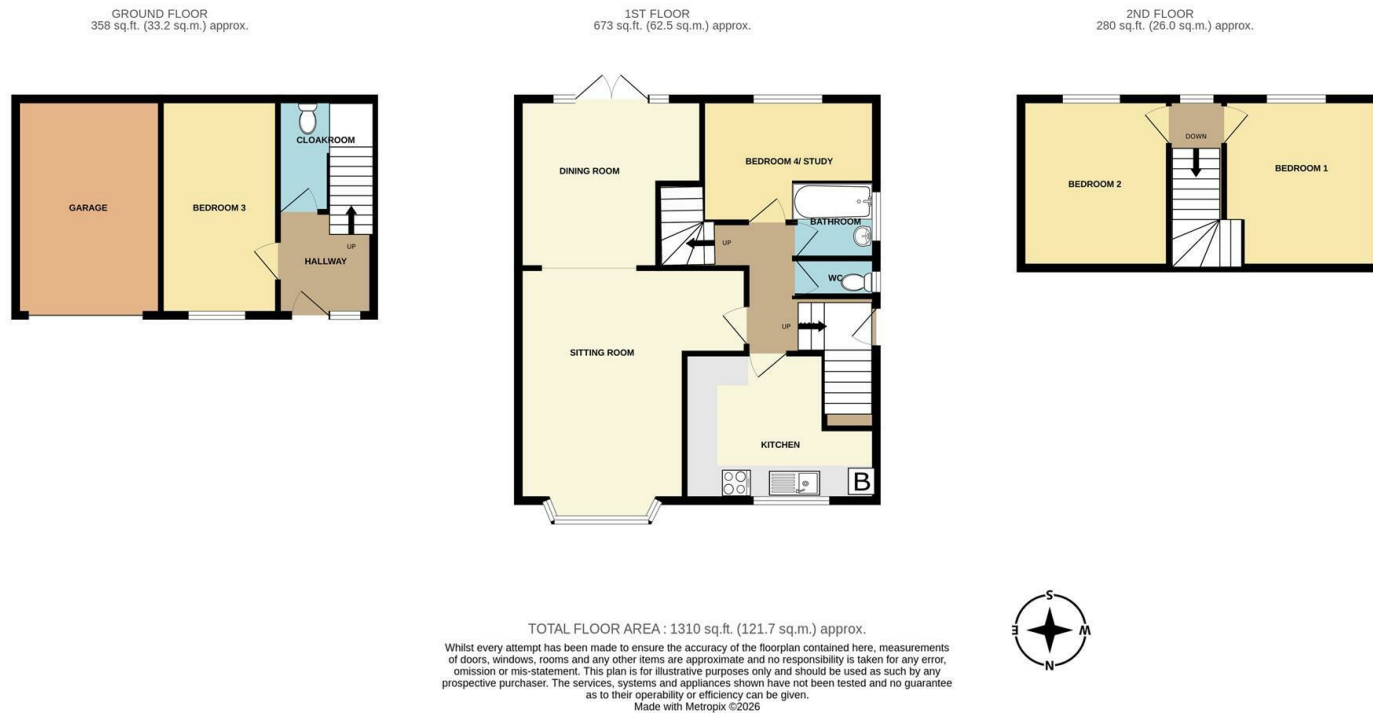 GROUND FLOOR
358 sq.ft. (33.2 sq.m.) approx.
1ST FLOOR
673 sq.ft. (62.5 sq.m.) approx.
2ND FLOOR
280 sq.ft. (26.0 sq.m.) approx.
CLOAKROOM
GARAGE
BEDROOM 3
UP
HALLWAY
DINING ROOM
BEDROOM 4/ STUDY
BATHROOM
UP
WC
UP
SITTING ROOM
KITCHEN
B
DOWN
BEDROOM 2
BEDROOM 1
TOTAL FLOOR AREA : 1310 sq.ft. (121.7 sq.m.) approx.
Whilst every attempt has been made to ensure the accuracy of the floorplan contained here, measurements
of doors, windows, rooms and any other items are approximate and no responsibility is taken for any error,
omission or mis-statement. This plan is for illustrative purposes only and should be used as such by any
prospective purchaser. The services, systems and appliances shown have not been tested and no guarantee
as to their operability or efficiency can be given.
Made with Metropix ©2026
S
E
W
N